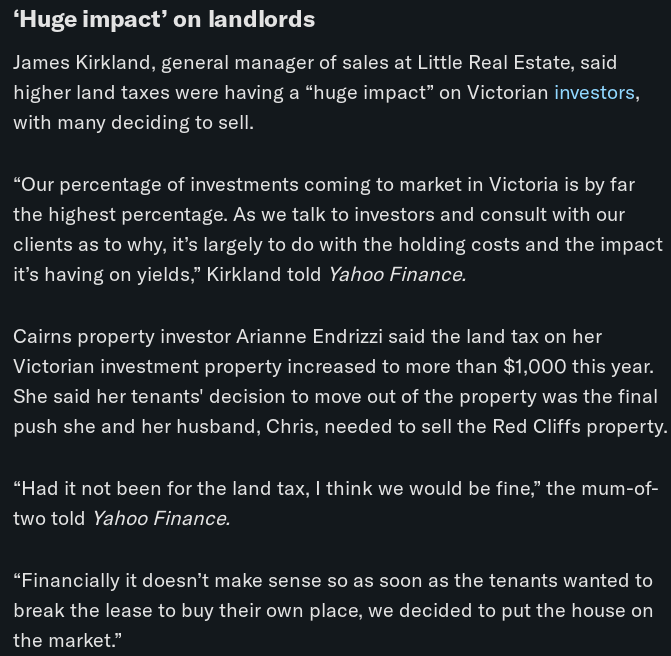 ‘Huge impact’ on landlords
James Kirkland, general manager of sales at Little Real Estate, said
higher land taxes were having a “huge impact” on Victorian investors,
with many deciding to sell.
“Our percentage of investments coming to market in Victoria is by far
the highest percentage. As we talk to investors and consult with our
clients as to why, it’s largely to do with the holding costs and the impact
it’s having on yields,” Kirkland told Yahoo Finance.
Cairns property investor Arianne Endrizzi said the land tax on her
Victorian investment property increased to more than $1,000 this year.
She said her tenants' decision to move out of the property was the final
push she and her husband, Chris, needed to sell the Red Cliffs property.
“Had it not been for the land tax, I think we would be fine,” the mum-of-
two told Yahoo Finance.
“Financially it doesn’t make sense so as soon as the tenants wanted to
break the lease to buy their own place, we decided to put the house on
the market.”